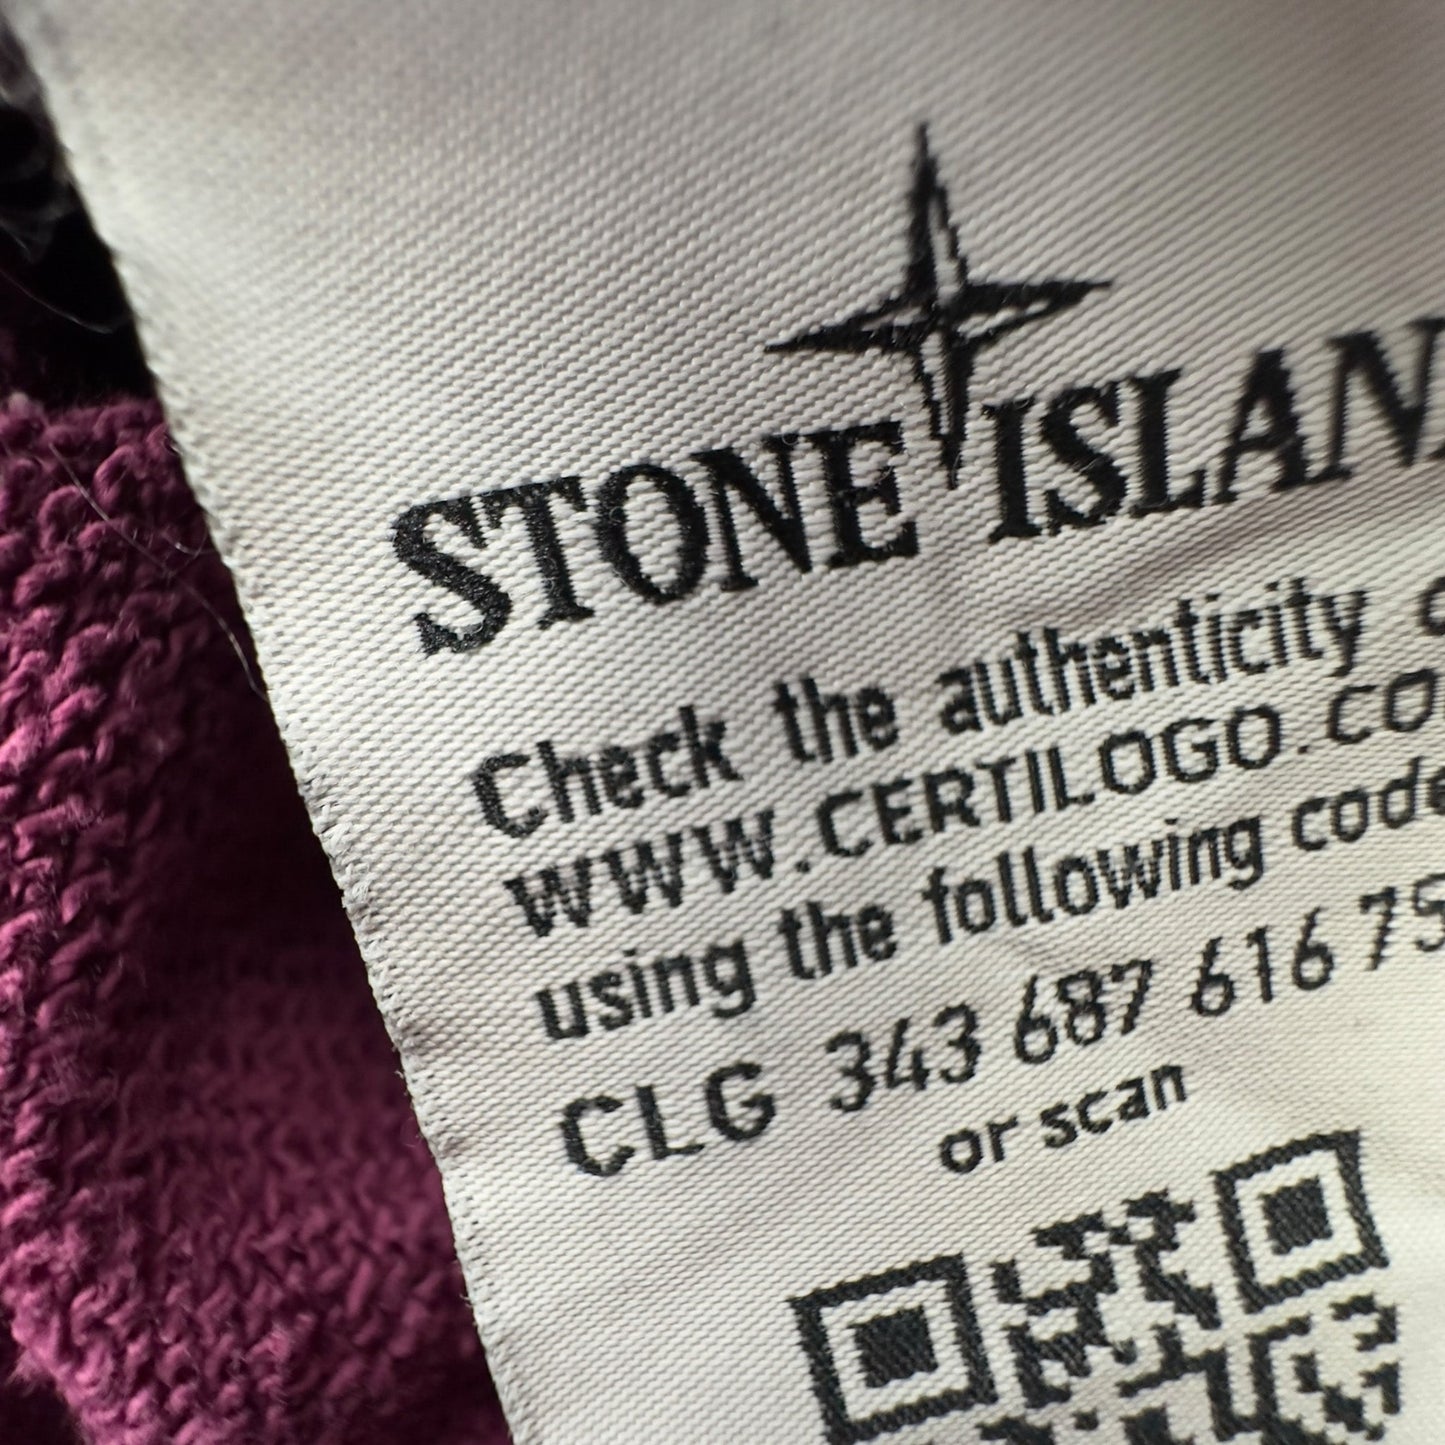 STONE ISLAN
Check the authenticity
WWW.CERTILOGO.CO
using the following code
CLG 343 687 616 75
or scan